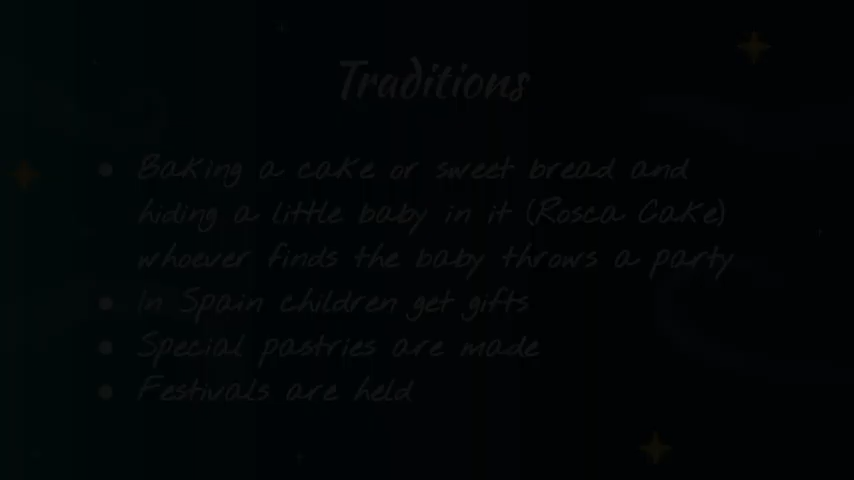 Traditions
● Baking a cake or sweet bread and
hiding a little baby in it (Rosca Cake)
whoever finds the baby throws a party
● In Spain children get gifts
● Special pastries are made
● Festivals are held